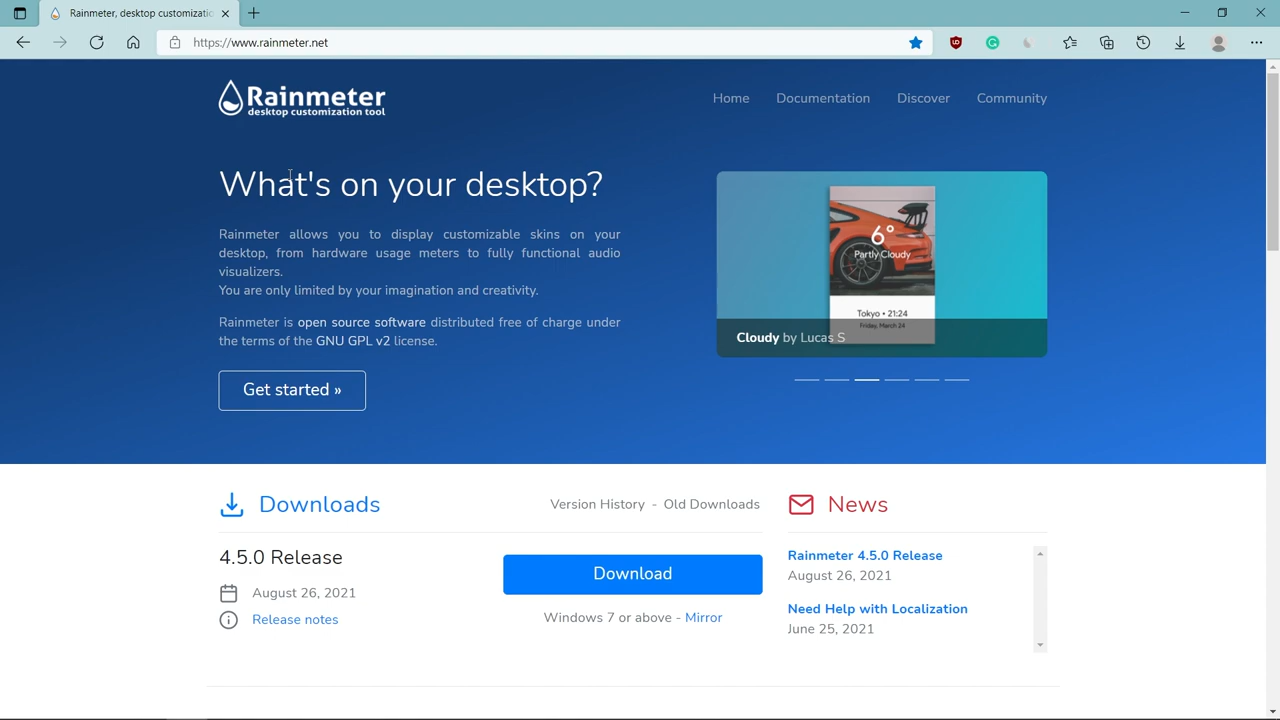 Rainmeter, desktop customizatio
https://www.rainmeter.net
Rainmeter
desktop customization tool
Home
Documentation
Discover
Community
What's on your desktop?
Rainmeter allows you to display customizable skins on your
desktop, from hardware usage meters to fully functional audio
visualizers.
You are only limited by your imagination and creativity.
Rainmeter is open source software distributed free of charge under
the terms of the GNU GPL v2 license.
Get started »
6°
Partly Cloudy
Tokyo • 21:24
Friday, March 24
Cloudy by Lucas S
Downloads
Version History - Old Downloads
4.5.0 Release
August 26, 2021
Release notes
Download
Windows 7 or above - Mirror
News
Rainmeter 4.5.0 Release
August 26, 2021
Need Help with Localization
June 25, 2021